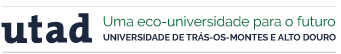 utad
Uma eco-universidade para o futuro
UNIVERSIDADE DE TRÁS-OS-MONTES E ALTO DOURO